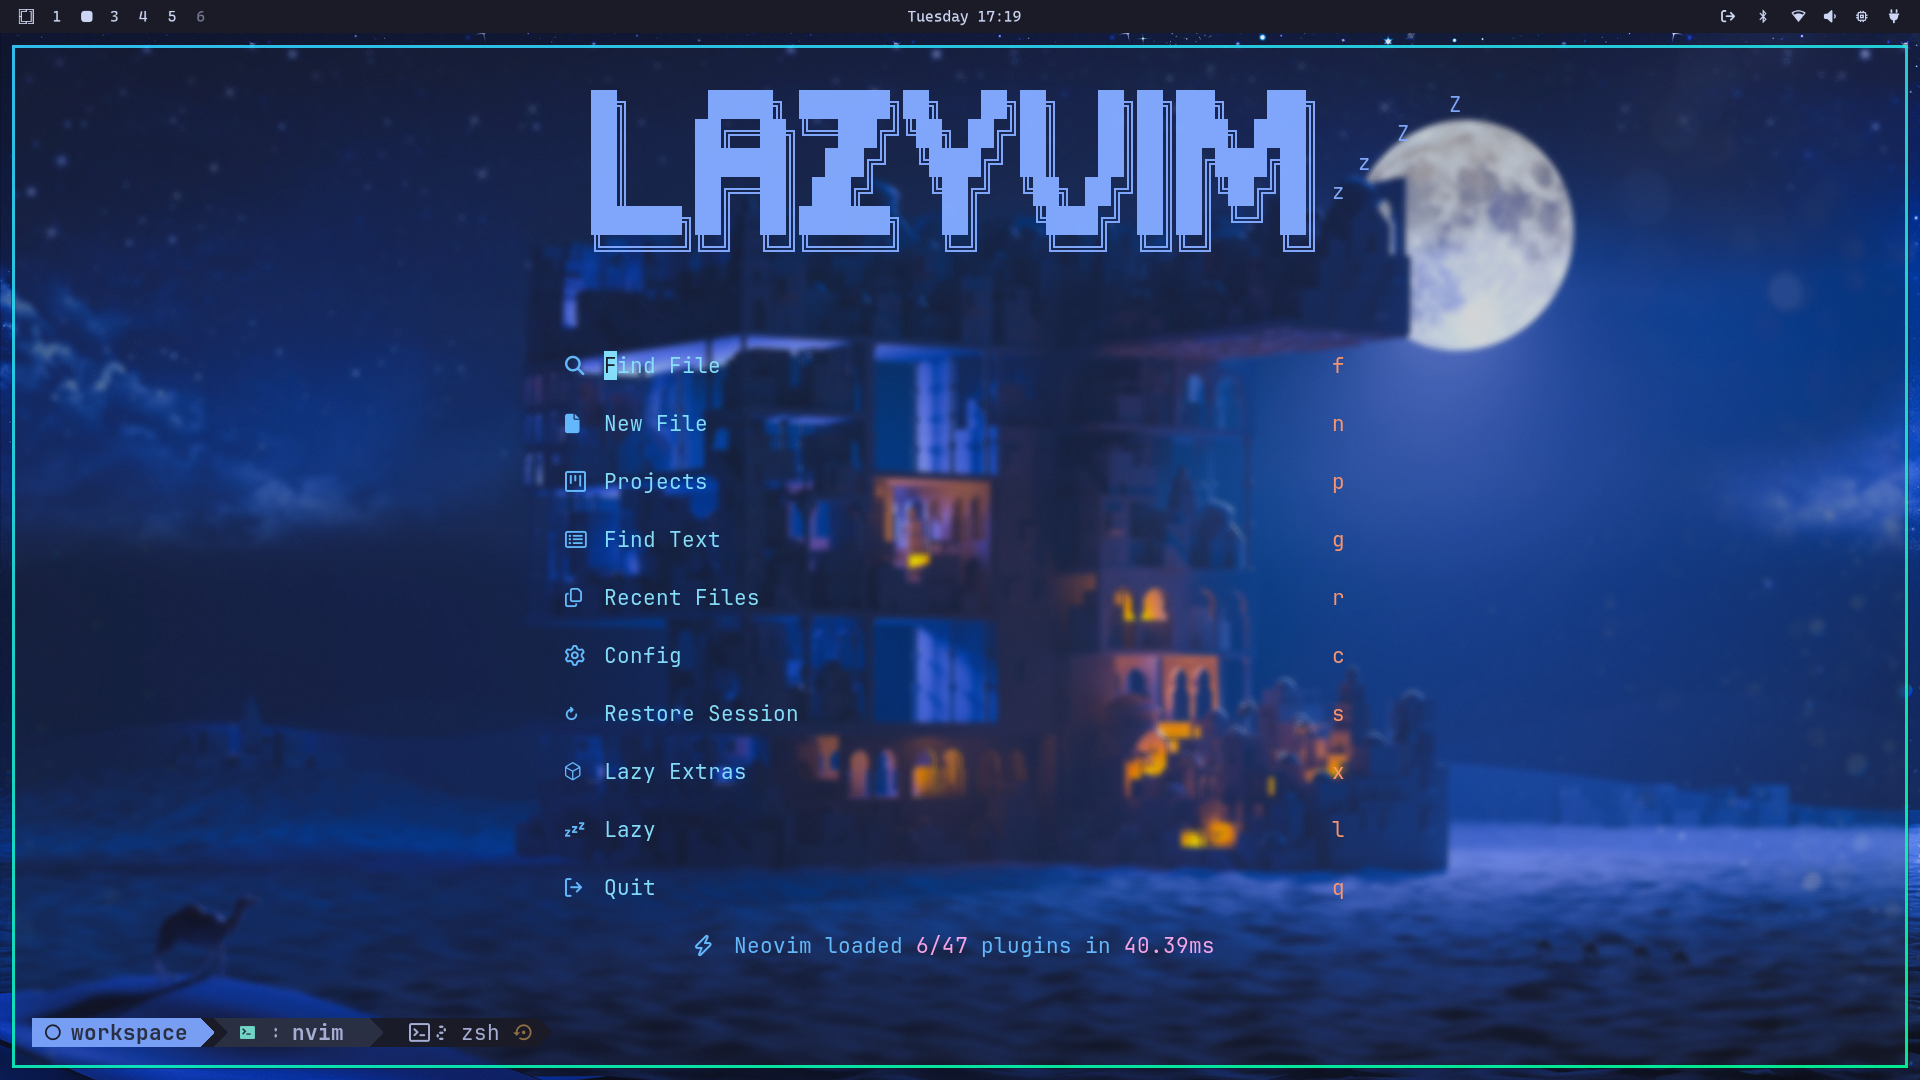 1 3 4 5 6 Tuesday 17:19
LAZYVIM
Z
Z
z
z
Find File f
New File n
Projects p
Find Text g
Recent Files r
Config c
Restore Session s
Lazy Extras x
Lazy l
Quit q
Neovim loaded 6/47 plugins in 40.39ms
workspace : nvim zsh